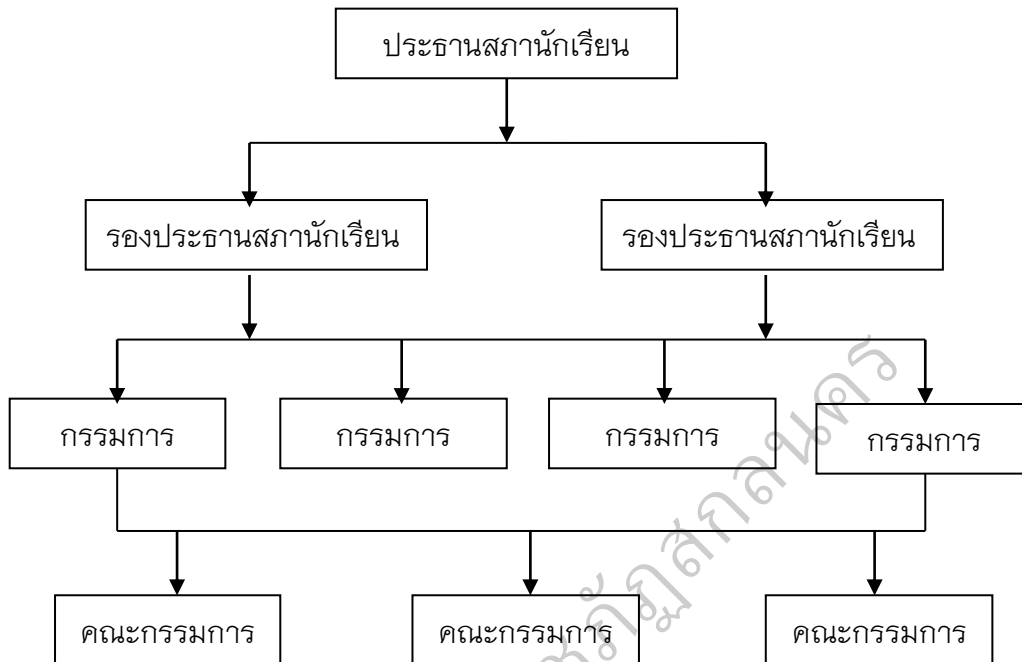 ประธานสภานักเรียน
รองประธานสภานักเรียน
รองประธานสภานักเรียน
กรรมการ
กรรมการ
กรรมการ
กรรมการ
คณะกรรมการ
คณะกรรมการ
คณะกรรมการ